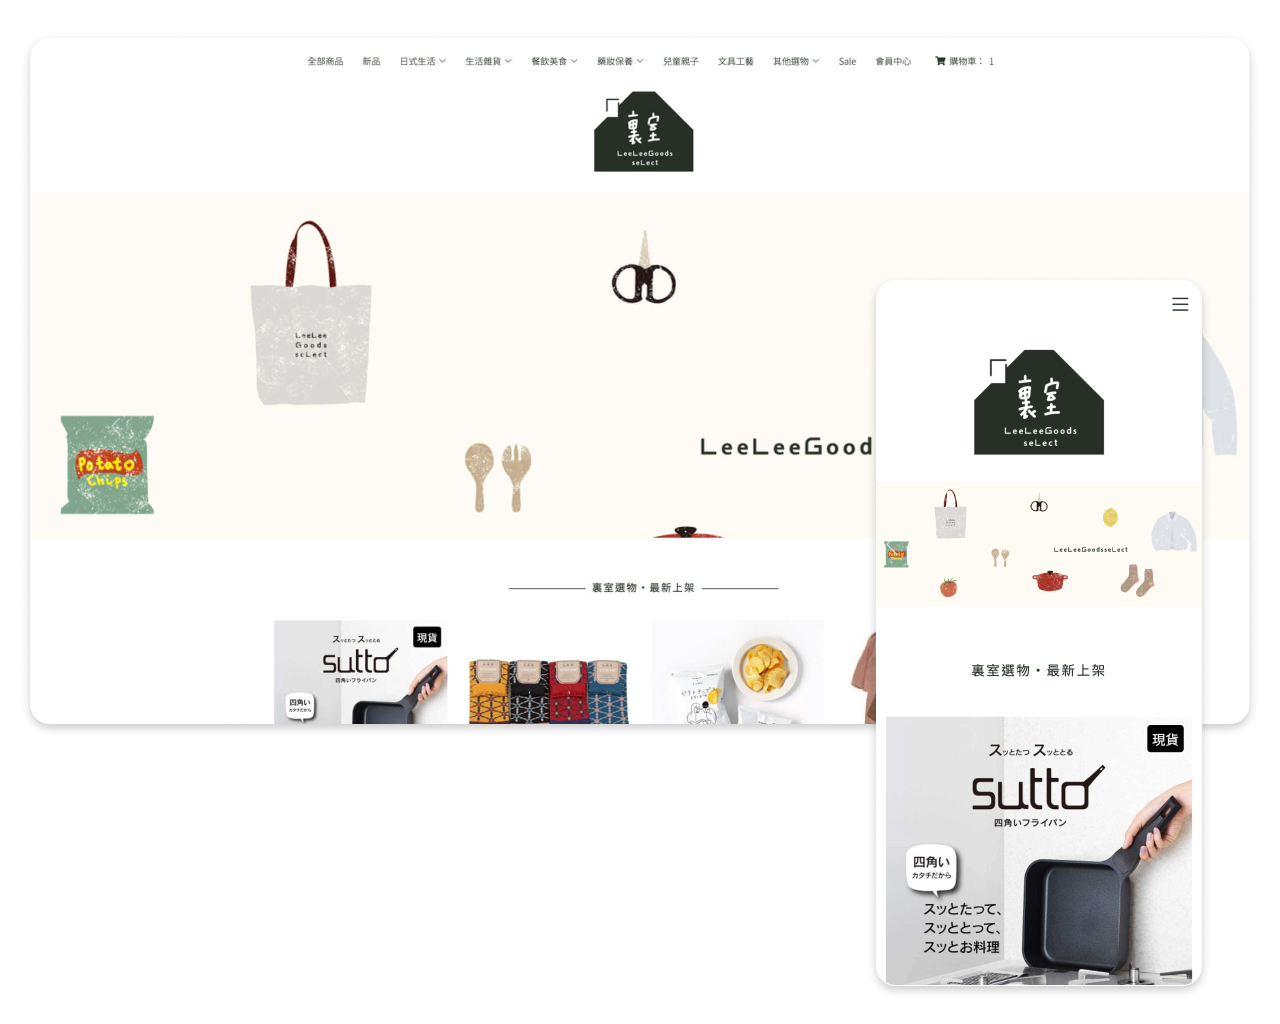 全部商品 新品 日式生活 生活雜貨 餐飲美食 藥妝保養 兒童親子 文具工藝 其他選物 Sale 會員中心 購物車： 1
裏室
LeeLeeGoods
seLect
LeeLee
Goods
seLect
Potato
Chips
LeeLeeGood
裏室選物・最新上架
現貨
スッとたつ スッととる
sutto
四角いフライパン
四角い
カタチだから
裏室
LeeLeeGoods
seLect
LeeLeeGoodsseLect
裏室選物・最新上架
現貨
スッとたつ スッととる
sutto
四角いフライパン
四角い
カタチだから
スッとたって、
スッととって、
スッとお料理